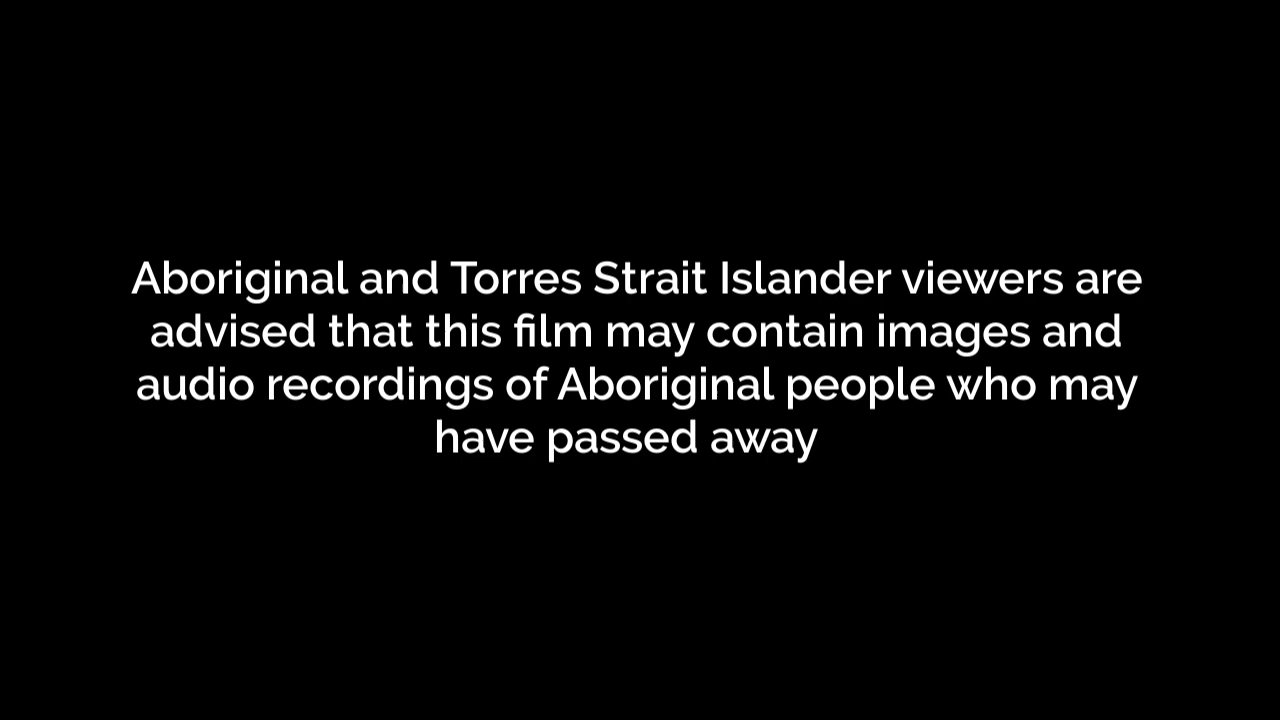 Aboriginal and Torres Strait Islander viewers are
advised that this film may contain images and
audio recordings of Aboriginal people who may
have passed away